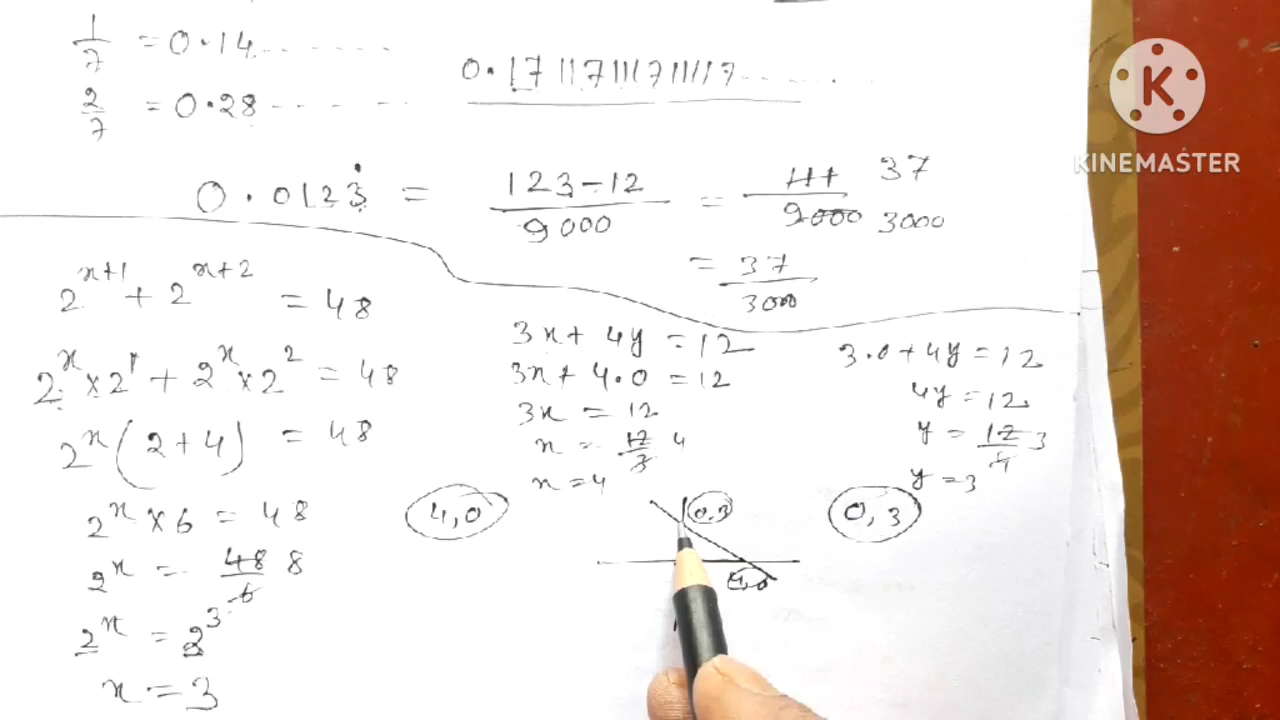 1/7 = 0.14......
2/7 = 0.28......
0.17117111711117......
KINEMASTER
0.0123̇ = (123-12)/9000 = 111/9000 37/3000
= 37/3000
2^(x+1) + 2^(x+2) = 48
2^x × 2^1 + 2^x × 2^2 = 48
2^x (2+4) = 48
2^x × 6 = 48
2^x = 48/6 8
2^x = 2^3
x = 3
3x + 4y = 12
3x + 4.0 = 12
3x = 12
x = 12/3 4
x = 4
4,0
0,3
4,0
3.0 + 4y = 12
4y = 12
y = 12/4 3
y = 3
0,3